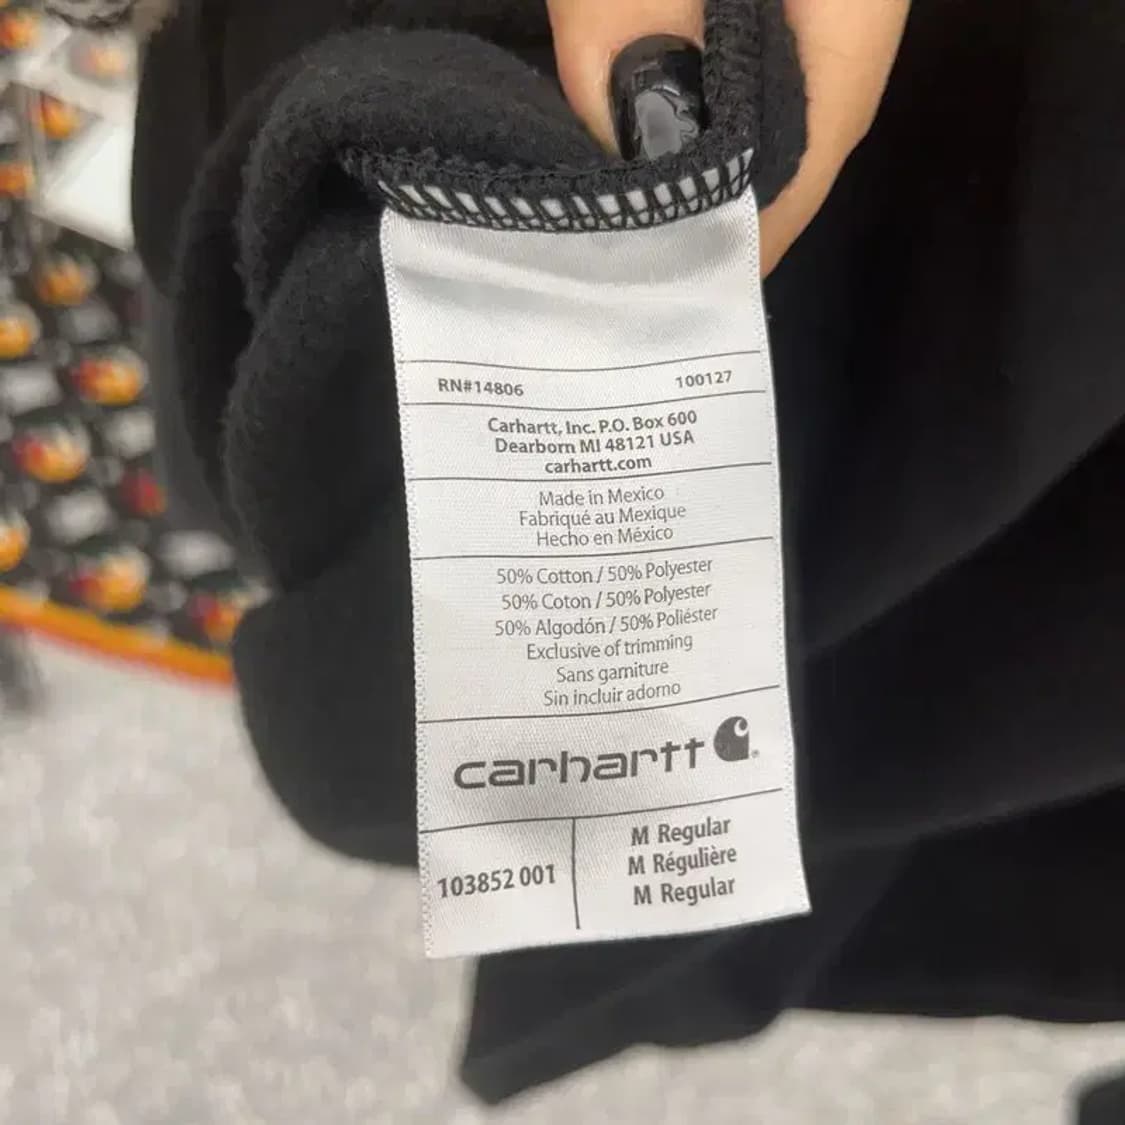 RN#14806 100127
Carhartt, Inc. P.O. Box 600
Dearborn MI 48121 USA
carhartt.com
Made in Mexico
Fabriqué au Mexique
Hecho en México
50% Cotton / 50% Polyester
50% Coton / 50% Polyester
50% Algodón / 50% Poliéster
Exclusive of trimming
Sans garniture
Sin incluir adorno
carhartt
103852 001
M Regular
M Régulière
M Regular